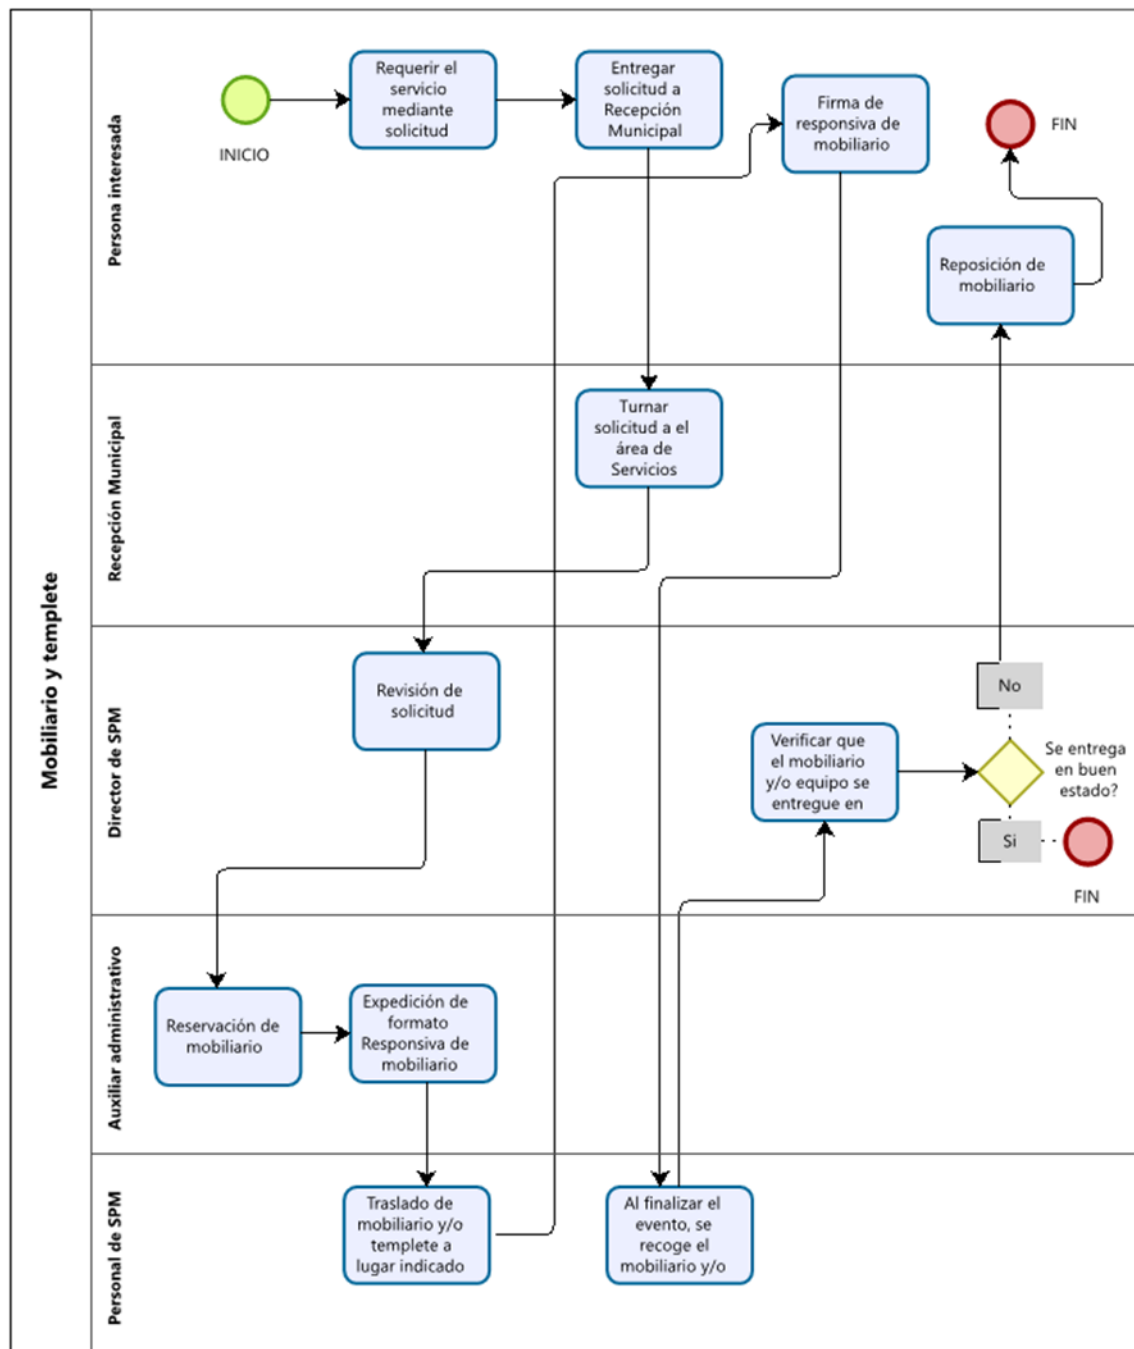 Mobiliario y templete
Persona interesada
INICIO
Requerir el
servicio
mediante
solicitud
Entregar
solicitud a
Recepción
Municipal
Firma de
responsiva de
mobiliario
FIN
Reposición de
mobiliario
Recepción Municipal
Turnar
solicitud a el
área de
Servicios
Director de SPM
Revisión de
solicitud
Verificar que
el mobiliario
y/o equipo se
entregue en
No
Se entrega
en buen
estado?
Si
FIN
Auxiliar administrativo
Reservación de
mobiliario
Expedición de
formato
Responsiva de
mobiliario
Personal de SPM
Traslado de
mobiliario y/o
templete a
lugar indicado
Al finalizar el
evento, se
recoge el
mobiliario y/o